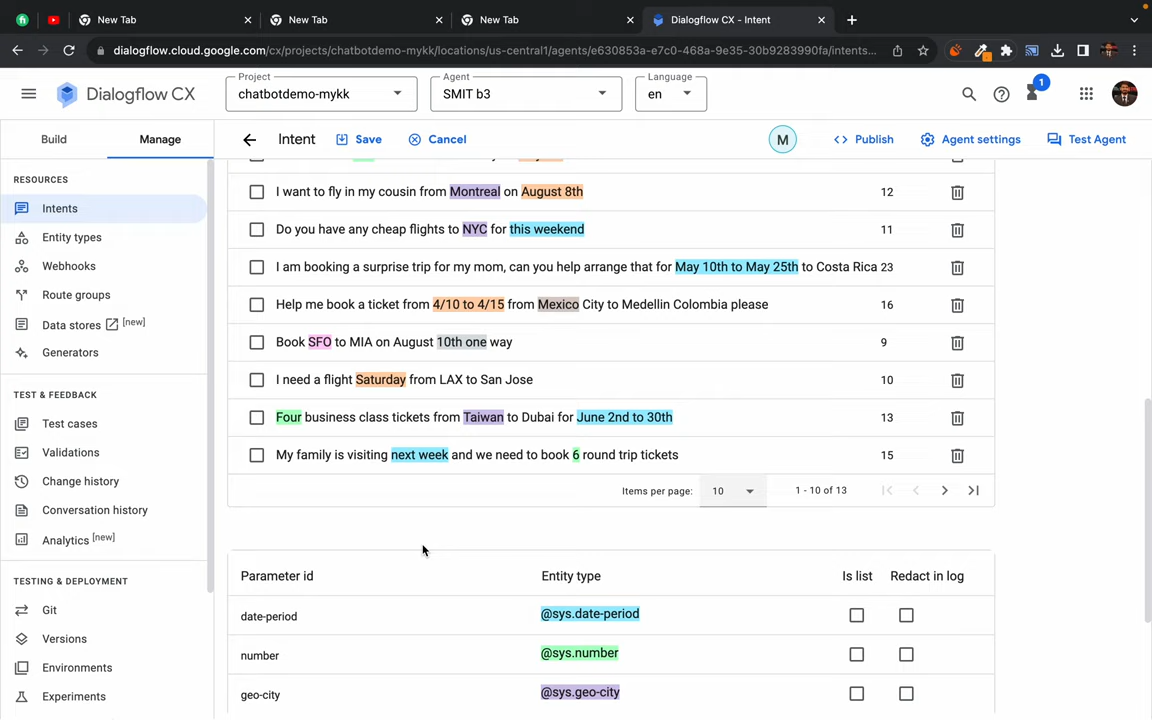 New Tab
New Tab
New Tab
Dialogflow CX - Intent
dialogflow.cloud.google.com/cx/projects/chatbotdemo-mykk/locations/us-central1/agents/e630853a-e7c0-468a-9e35-30b9283990fa/intents...
Dialogflow CX
Project
chatbotdemo-mykk
Agent
SMIT b3
Language
en
1
Build
Manage
Intent
Save
Cancel
M
Publish
Agent settings
Test Agent
RESOURCES
Intents
Entity types
Webhooks
Route groups
Data stores [new]
Generators
TEST & FEEDBACK
Test cases
Validations
Change history
Conversation history
Analytics [new]
TESTING & DEPLOYMENT
Git
Versions
Environments
Experiments
I want to fly in my cousin from Montreal on August 8th 12
Do you have any cheap flights to NYC for this weekend 11
I am booking a surprise trip for my mom, can you help arrange that for May 10th to May 25th to Costa Rica 23
Help me book a ticket from 4/10 to 4/15 from Mexico City to Medellin Colombia please 16
Book SFO to MIA on August 10th one way 9
I need a flight Saturday from LAX to San Jose 10
Four business class tickets from Taiwan to Dubai for June 2nd to 30th 13
My family is visiting next week and we need to book 6 round trip tickets 15
Items per page: 10 1 - 10 of 13
Parameter id Entity type Is list Redact in log
date-period @sys.date-period
number @sys.number
geo-city @sys.geo-city